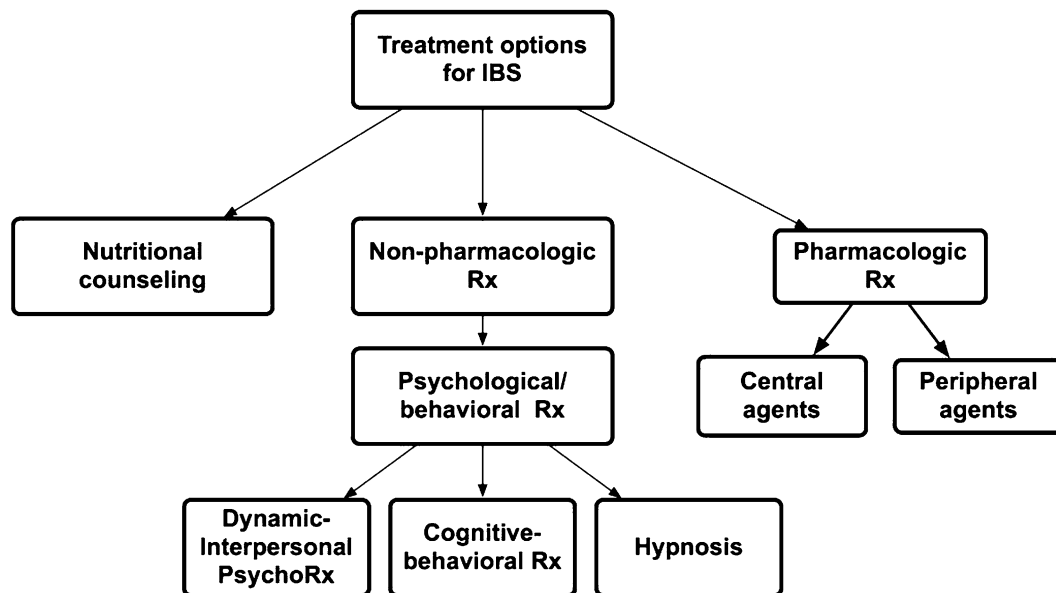 Treatment options
for IBS
Nutritional
counseling
Non-pharmacologic
Rx
Pharmacologic
Rx
Psychological/
behavioral Rx
Central
agents
Peripheral
agents
Dynamic-
Interpersonal
PsychoRx
Cognitive-
behavioral Rx
Hypnosis